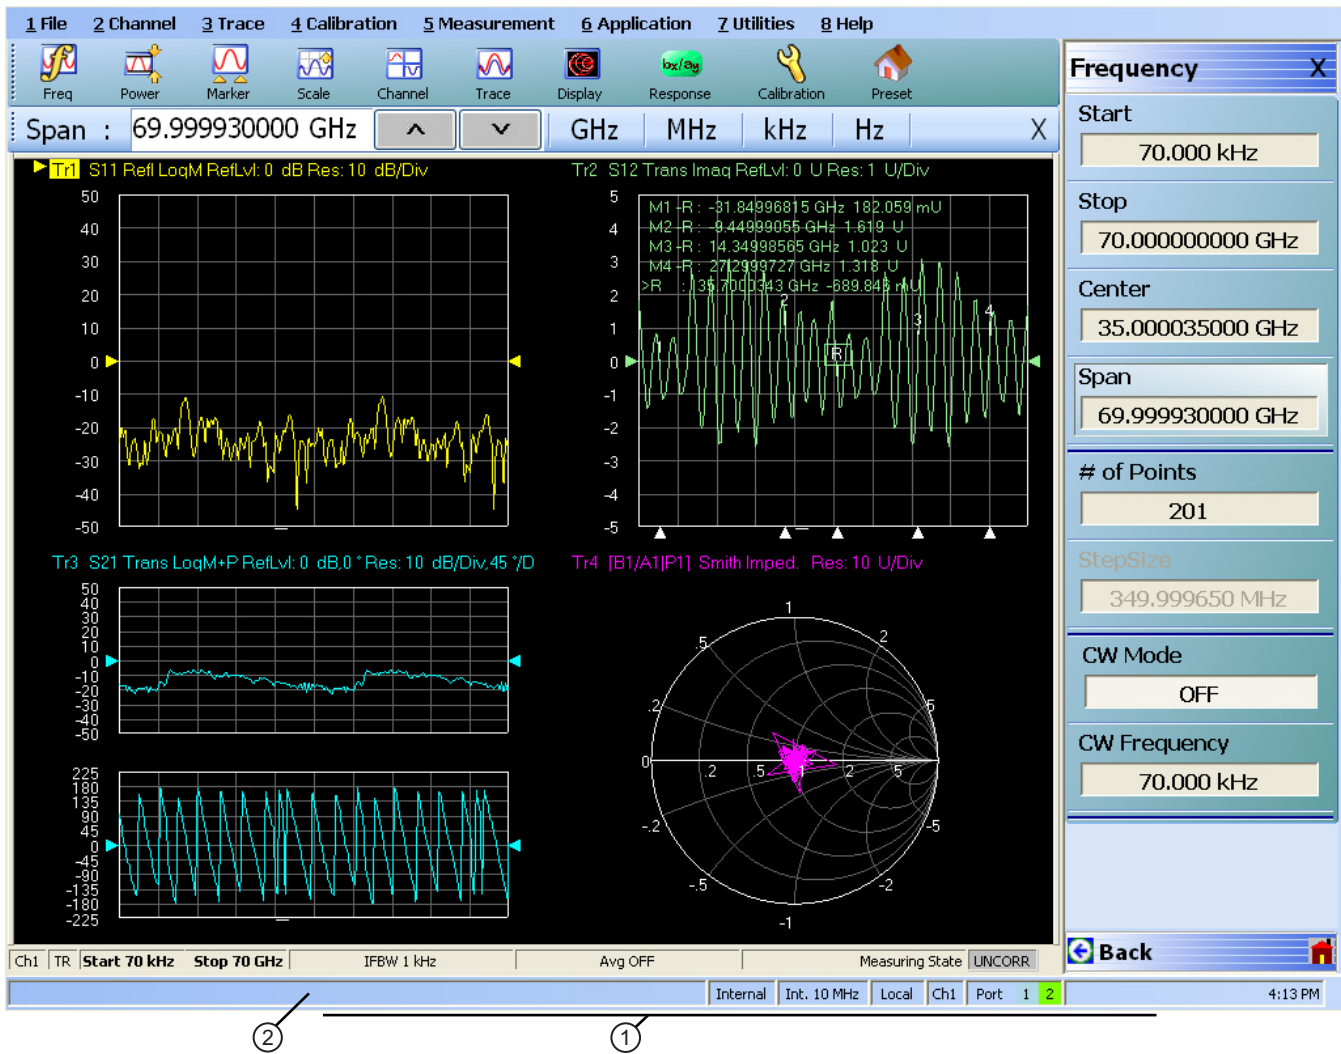 1 File 2 Channel 3 Trace 4 Calibration 5 Measurement 6 Application 7 Utilities 8 Help
Freq Power Marker Scale Channel Trace Display bx/ay Response Calibration Preset
Span : 69.999930000 GHz GHz MHz kHz Hz X
Tr1 S11 Refl LogM RefLvl: 0 dB Res: 10 dB/Div
50
40
30
20
10
0
-10
-20
-30
-40
-50
Tr2 S12 Trans Imag RefLvl: 0 U Res: 1 U/Div
M1 -R : -31.84996815 GHz 182.059 mU
M2 -R : -9.44999055 GHz 1.619 U
M3 -R : 14.34998565 GHz 1.023 U
M4 -R : 27.2999727 GHz 1.318 U
>R : 35.7000343 GHz -689.843 mU
5
4
3
2
1
0
-1
-2
-3
-4
-5
2
R
3
4
Tr3 S21 Trans LogM+P RefLvl: 0 dB,0 ° Res: 10 dB/Div,45 °/D
50
40
30
20
10
0
-10
-20
-30
-40
-50
225
180
135
90
45
0
-45
-90
-135
-180
-225
Tr4 [B1/A1|P1] Smith Imped. Res: 10 U/Div
1
.5
2
.2
5
0
.2
.5
1
2
5
-.2
-5
-.5
-2
-1
Frequency X
Start
70.000 kHz
Stop
70.000000000 GHz
Center
35.000035000 GHz
Span
69.999930000 GHz
# of Points
201
StepSize
349.999650 MHz
CW Mode
OFF
CW Frequency
70.000 kHz
Back
Ch1 TR Start 70 kHz Stop 70 GHz IFBW 1 kHz Avg OFF Measuring State UNCORR
Internal Int. 10 MHz Local Ch1 Port 1 2 4:13 PM
2
1